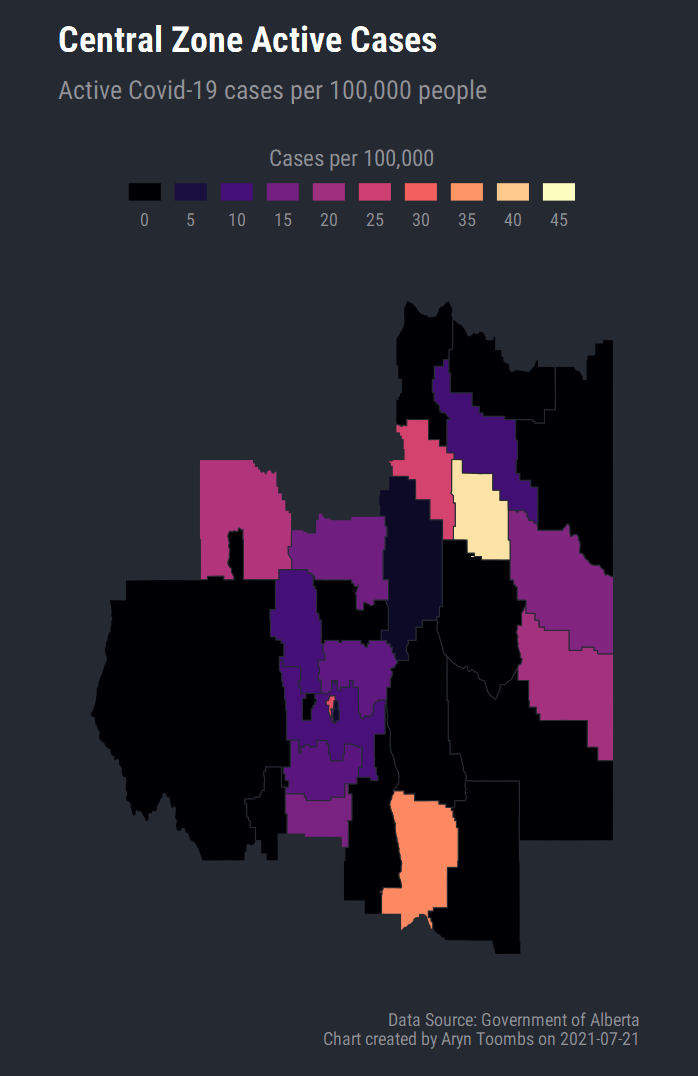 Central Zone Active Cases
Active Covid-19 cases per 100,000 people
Cases per 100,000
0 5 10 15 20 25 30 35 40 45
Data Source: Government of Alberta
Chart created by Aryn Toombs on 2021-07-21